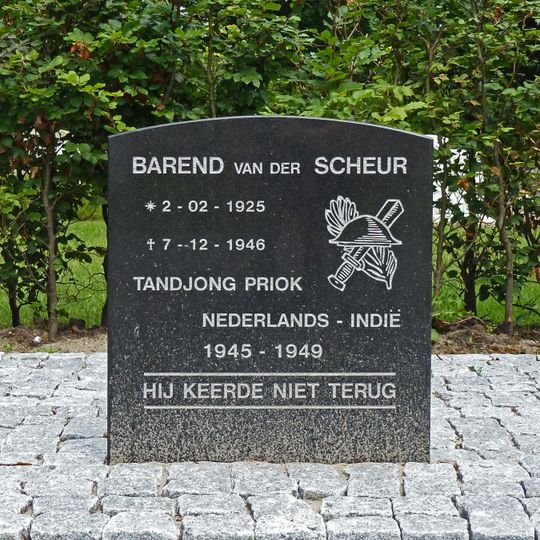 BAREND VAN DER SCHEUR
* 2 - 02 - 1925
† 7 - 12 - 1946
TANDJONG PRIOK
NEDERLANDS - INDIË
1945 - 1949
HIJ KEERDE NIET TERUG